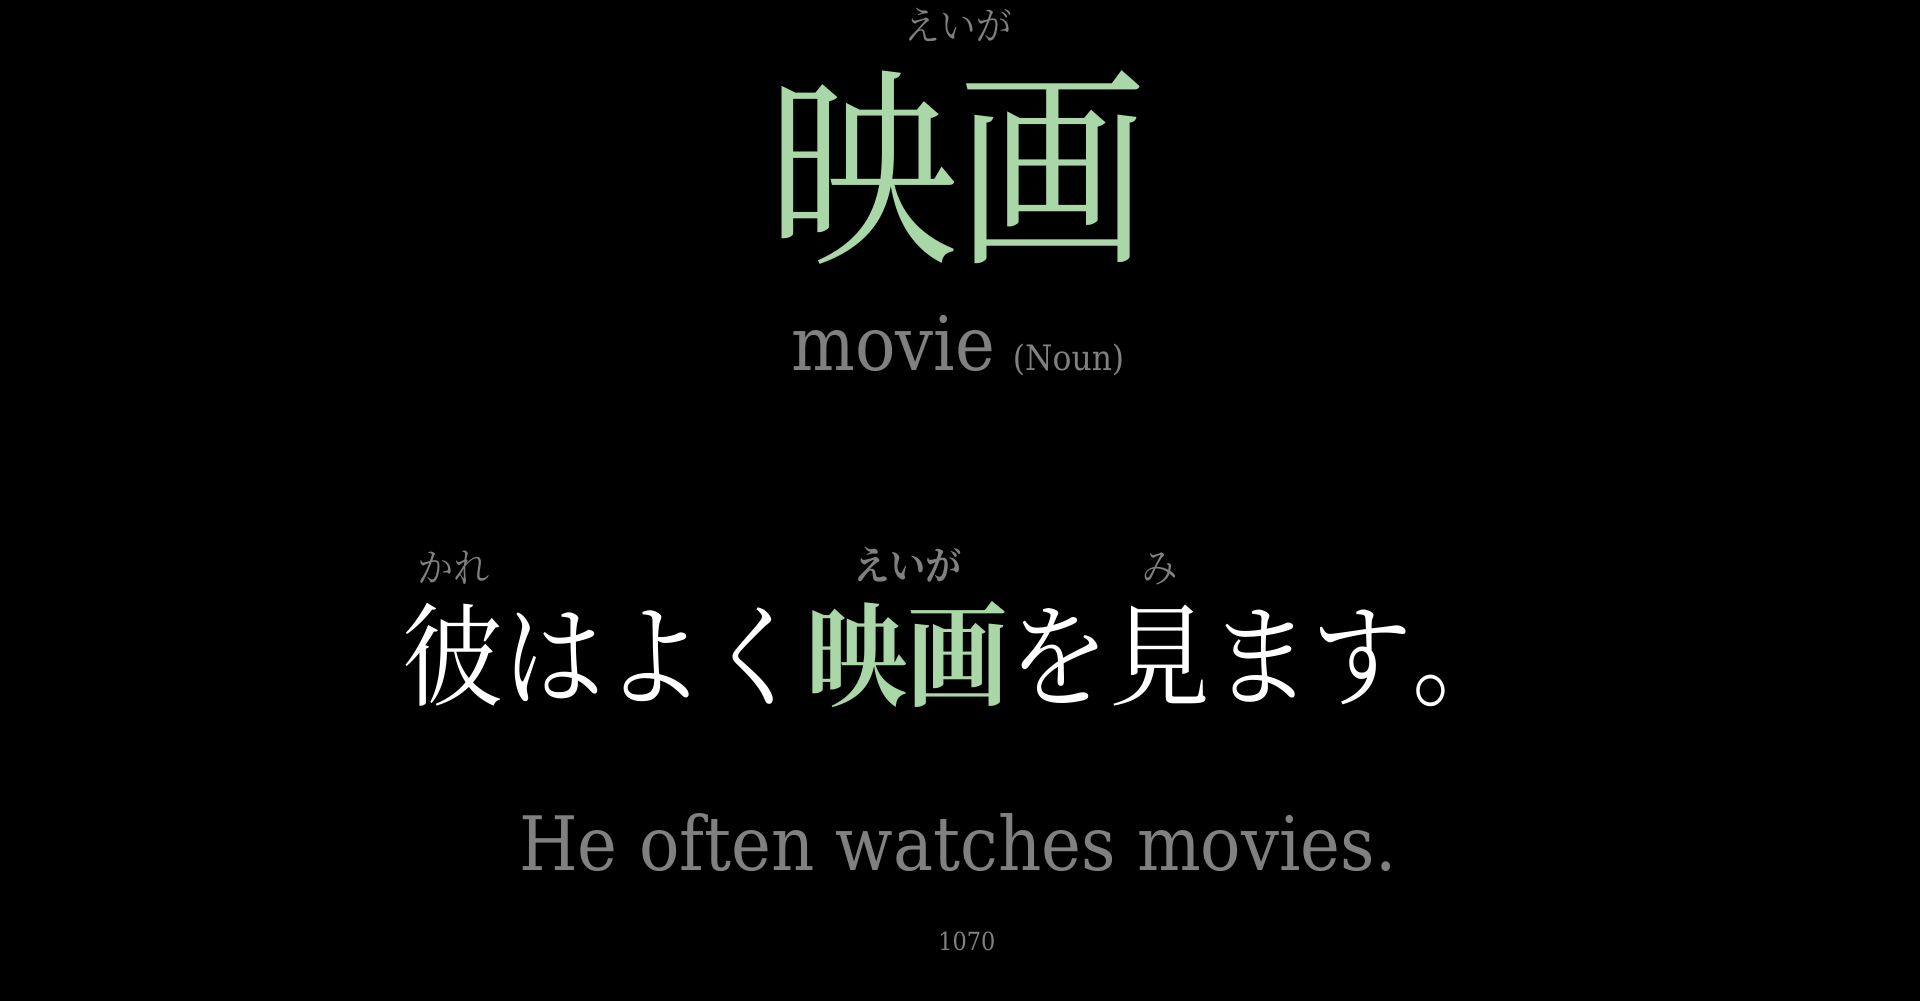 えいが
映画
movie (Noun)
かれ えいが み
彼はよく映画を見ます。
He often watches movies.
1070